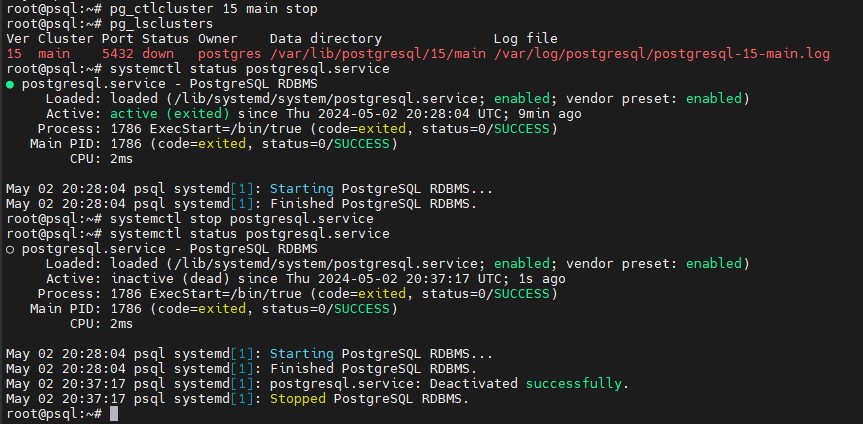 root@psql:~# pg_ctlcluster 15 main stop
root@psql:~# pg_lsclusters
Ver Cluster Port Status Owner    Data directory              Log file
15  main    5432 down   postgres /var/lib/postgresql/15/main /var/log/postgresql/postgresql-15-main.log
root@psql:~# systemctl status postgresql.service
● postgresql.service - PostgreSQL RDBMS
     Loaded: loaded (/lib/systemd/system/postgresql.service; enabled; vendor preset: enabled)
     Active: active (exited) since Thu 2024-05-02 20:28:04 UTC; 9min ago
    Process: 1786 ExecStart=/bin/true (code=exited, status=0/SUCCESS)
   Main PID: 1786 (code=exited, status=0/SUCCESS)
        CPU: 2ms

May 02 20:28:04 psql systemd[1]: Starting PostgreSQL RDBMS...
May 02 20:28:04 psql systemd[1]: Finished PostgreSQL RDBMS.
root@psql:~# systemctl stop postgresql.service
root@psql:~# systemctl status postgresql.service
○ postgresql.service - PostgreSQL RDBMS
     Loaded: loaded (/lib/systemd/system/postgresql.service; enabled; vendor preset: enabled)
     Active: inactive (dead) since Thu 2024-05-02 20:37:17 UTC; 1s ago
    Process: 1786 ExecStart=/bin/true (code=exited, status=0/SUCCESS)
   Main PID: 1786 (code=exited, status=0/SUCCESS)
        CPU: 2ms

May 02 20:28:04 psql systemd[1]: Starting PostgreSQL RDBMS...
May 02 20:28:04 psql systemd[1]: Finished PostgreSQL RDBMS.
May 02 20:37:17 psql systemd[1]: postgresql.service: Deactivated successfully.
May 02 20:37:17 psql systemd[1]: Stopped PostgreSQL RDBMS.
root@psql:~#